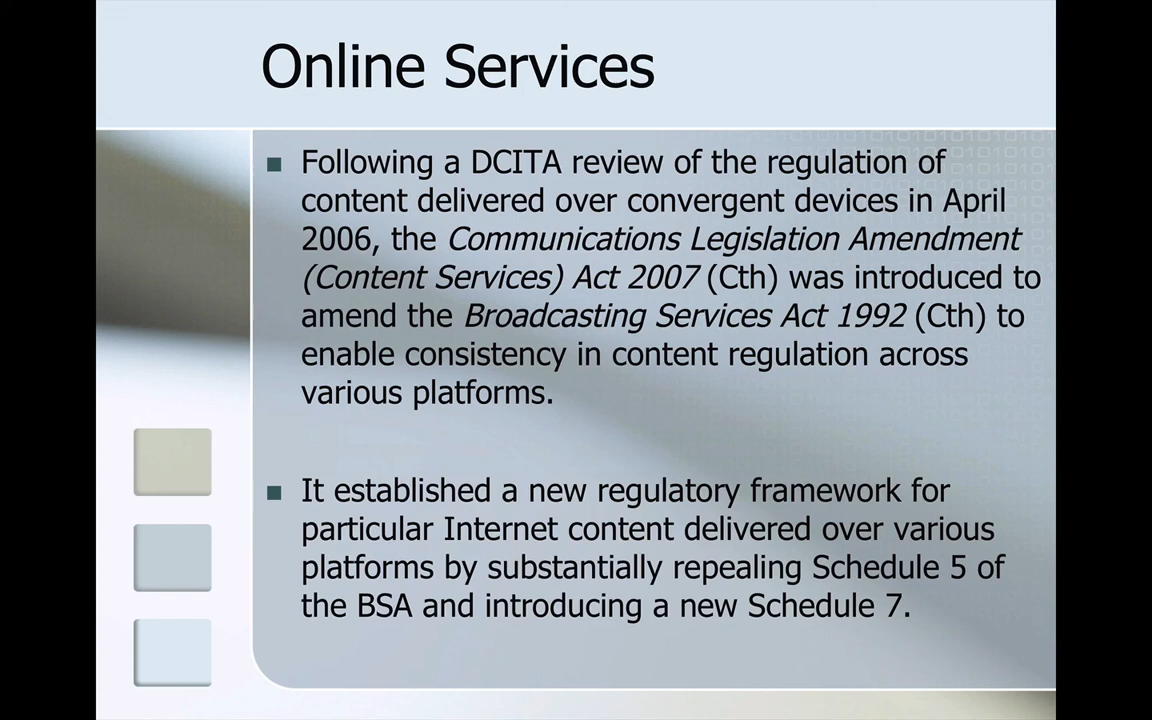 Online Services
Following a DCITA review of the regulation of
content delivered over convergent devices in April
2006, the Communications Legislation Amendment
(Content Services) Act 2007 (Cth) was introduced to
amend the Broadcasting Services Act 1992 (Cth) to
enable consistency in content regulation across
various platforms.
It established a new regulatory framework for
particular Internet content delivered over various
platforms by substantially repealing Schedule 5 of
the BSA and introducing a new Schedule 7.